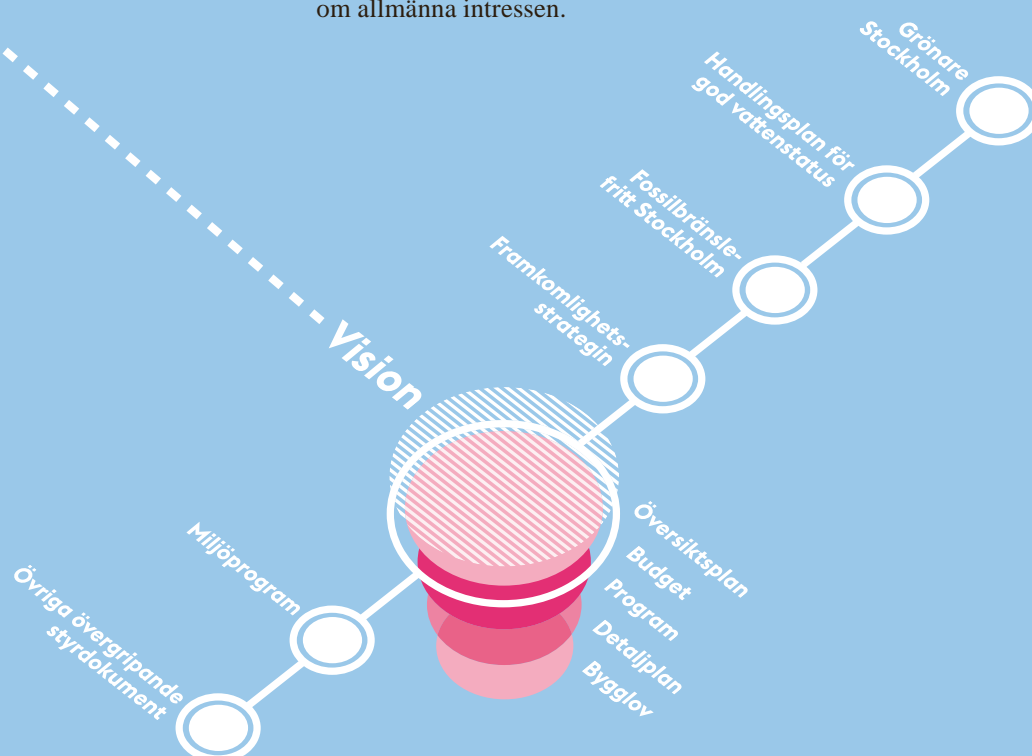 om allmänna intressen.
Grönare
Stockholm
Handlingsplan för
god vattenstatus
Fossilbränsle-
fritt Stockholm
Framkomlighets-
strategin
Vision
Översiktsplan
Budget
Program
Detaljplan
Bygglov
Miljöprogram
Övriga övergripande
styrdokument